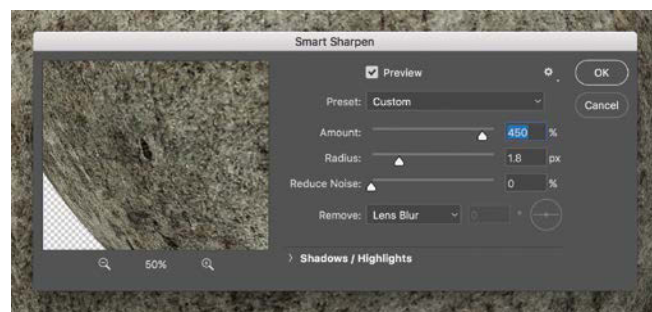 Smart Sharpen
Preview
OK
Preset: Custom
Cancel
Amount: 450 %
Radius: 1.8 px
Reduce Noise: 0 %
Remove: Lens Blur 0 °
50%
Shadows / Highlights